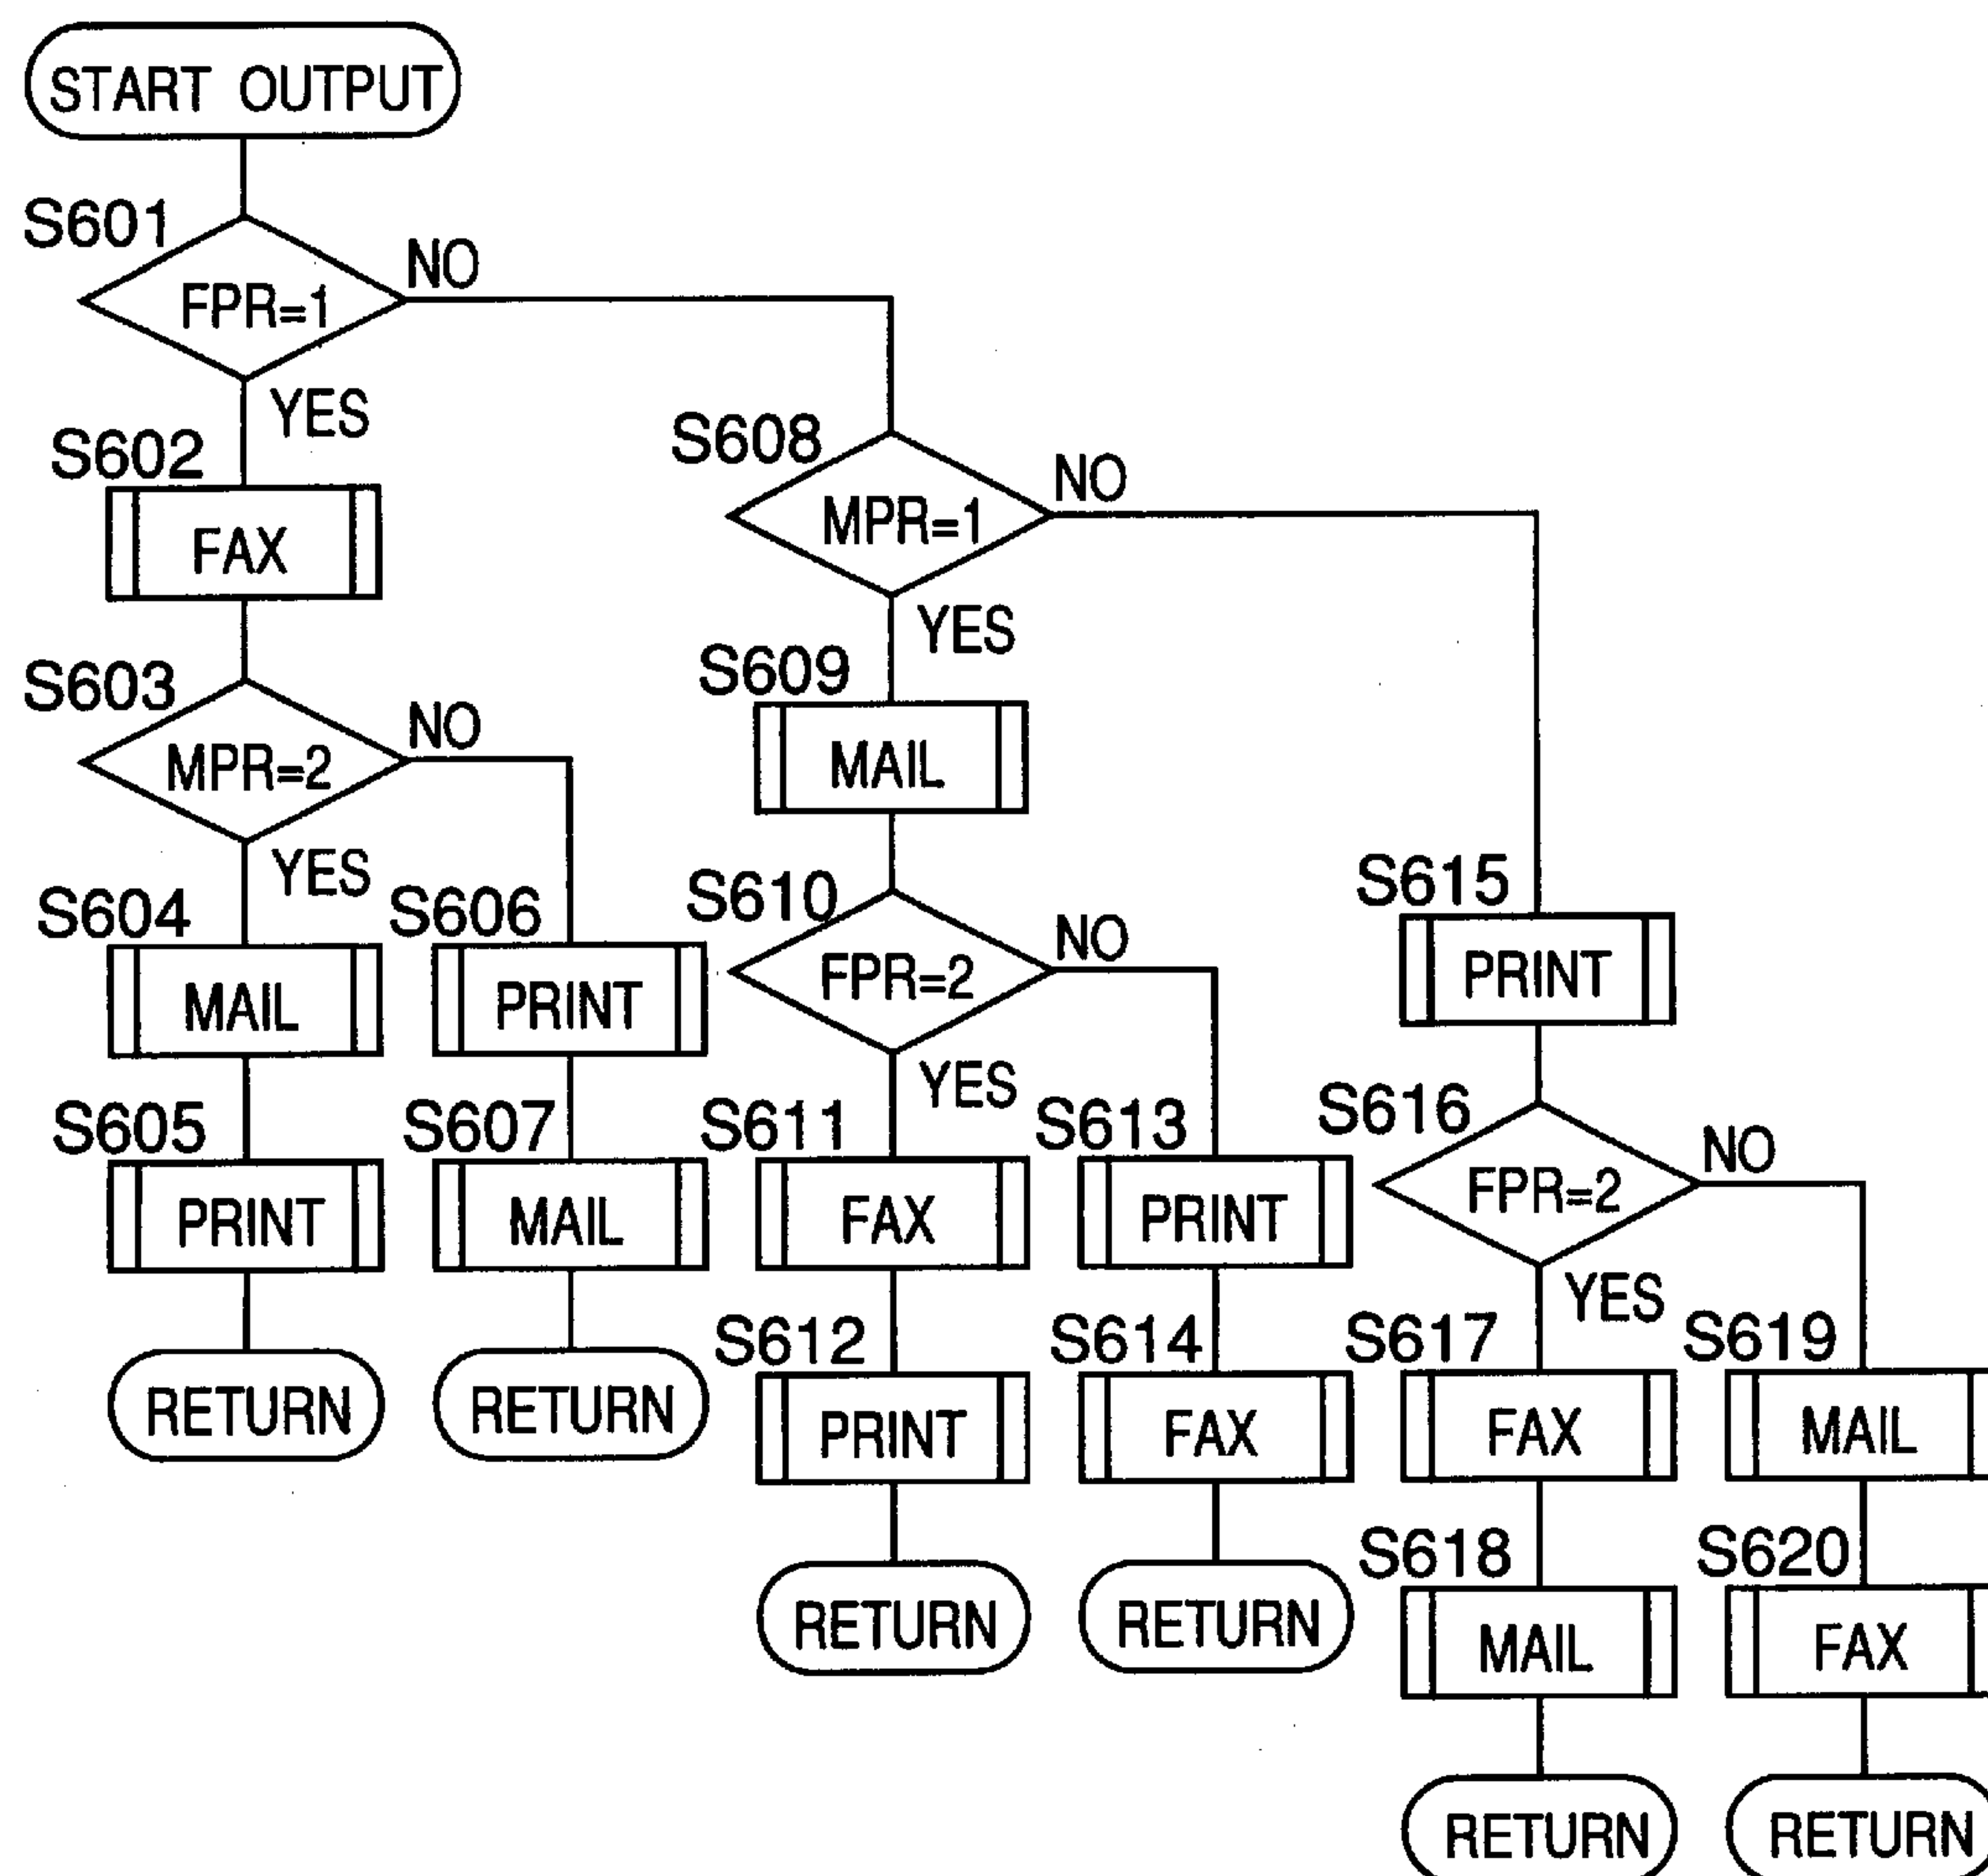 START OUTPUT
S601
FPR=1
NO
YES
S602
FAX
S603
MPR=2
NO
YES
S604
MAIL
S605
PRINT
RETURN
S606
PRINT
S607
MAIL
RETURN
S608
MPR=1
NO
YES
S609
MAIL
S610
FPR=2
NO
YES
S611
FAX
S612
PRINT
RETURN
S613
PRINT
S614
FAX
RETURN
S615
PRINT
S616
FPR=2
NO
YES
S617
FAX
S618
MAIL
RETURN
S619
MAIL
S620
FAX
RETURN